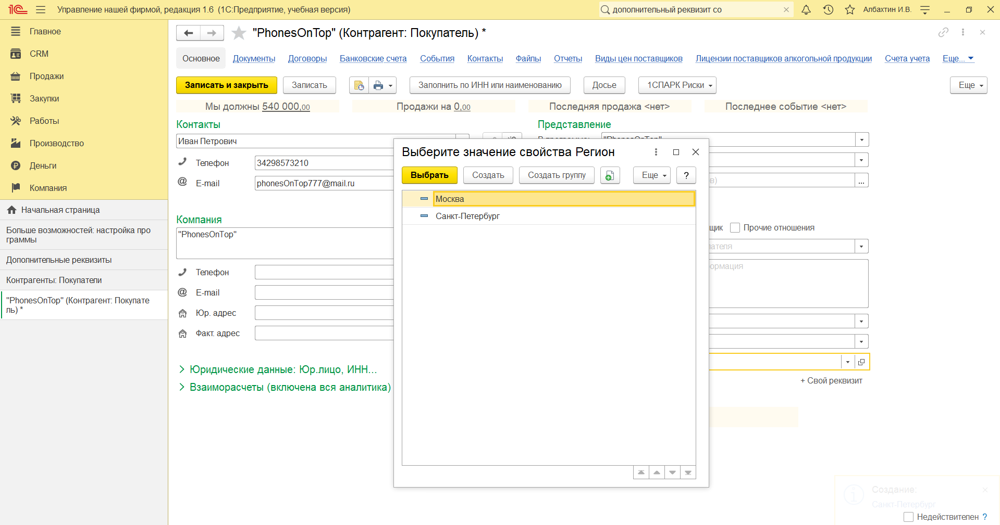 1С Управление нашей фирмой, редакция 1.6 (1С:Предприятие, учебная версия)
дополнительный реквизит со
Албахтин И.В.
Главное
CRM
Продажи
Закупки
Работы
Производство
Деньги
Компания
Начальная страница
Больше возможностей: настройка про
граммы
Дополнительные реквизиты
Контрагенты: Покупатели
"PhonesOnTop" (Контрагент: Покупате
ль) *
"PhonesOnTop" (Контрагент: Покупатель) *
Основное Документы Договоры Банковские счета События Контакты Файлы Отчеты Виды цен поставщиков Лицензии поставщиков алкогольной продукции Счета учета Еще...
Записать и закрыть Записать Заполнить по ИНН или наименованию Досье 1СПАРК Риски Еще
Мы должны 540 000,00 Продажи на 0,00 Последняя продажа <нет> Последнее событие <нет>
Контакты
Иван Петрович
Телефон 34298573210
E-mail phonesOnTop777@mail.ru
Компания
"PhonesOnTop"
Телефон
E-mail
Юр. адрес
Факт. адрес
Юридические данные: Юр.лицо, ИНН...
Взаиморасчеты (включена вся аналитика)
Представление
"PhonesOnTop"
Выберите значение свойства Регион
Выбрать Создать Создать группу Еще ?
Москва
Санкт-Петербург
в)
...
щик Прочие отношения
ателя
ормация
+ Свой реквизит
Создание:
Санкт-Петербург
Недействителен ?